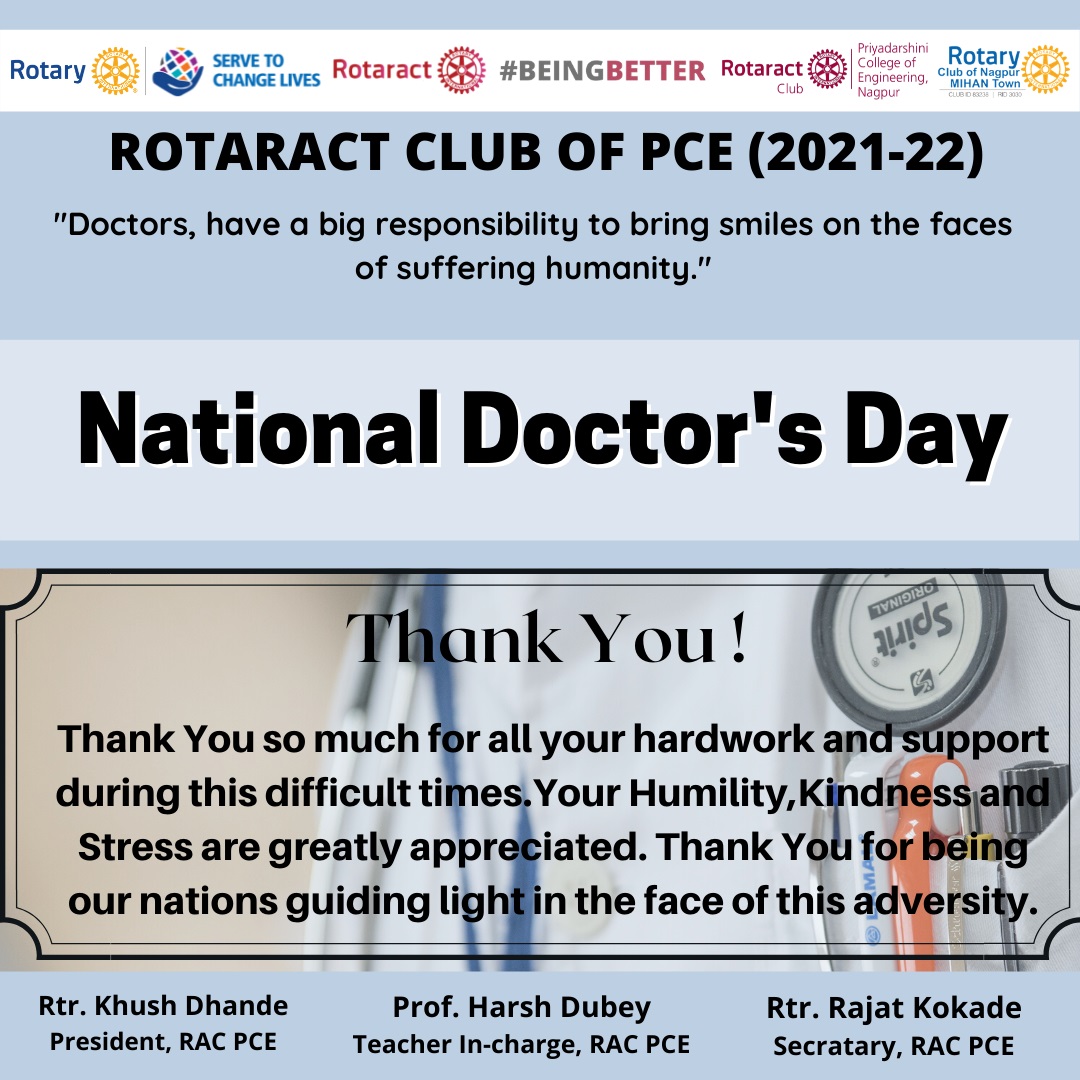 Rotary
SERVE TO
CHANGE LIVES
Rotaract
#BEINGBETTER
Rotaract
Club
Priyadarshini
College of
Engineering,
Nagpur
Rotary
Club of Nagpur
MIHAN Town
ROTARACT CLUB OF PCE (2021-22)
"Doctors, have a big responsibility to bring smiles on the faces
of suffering humanity."
National Doctor's Day
Thank You !
Spirit
ORIGINAL
Thank You so much for all your hardwork and support
during this difficult times.Your Humility,Kindness and
Stress are greatly appreciated. Thank You for being
our nations guiding light in the face of this adversity.
Rtr. Khush Dhande
President, RAC PCE
Prof. Harsh Dubey
Teacher In-charge, RAC PCE
Rtr. Rajat Kokade
Secratary, RAC PCE